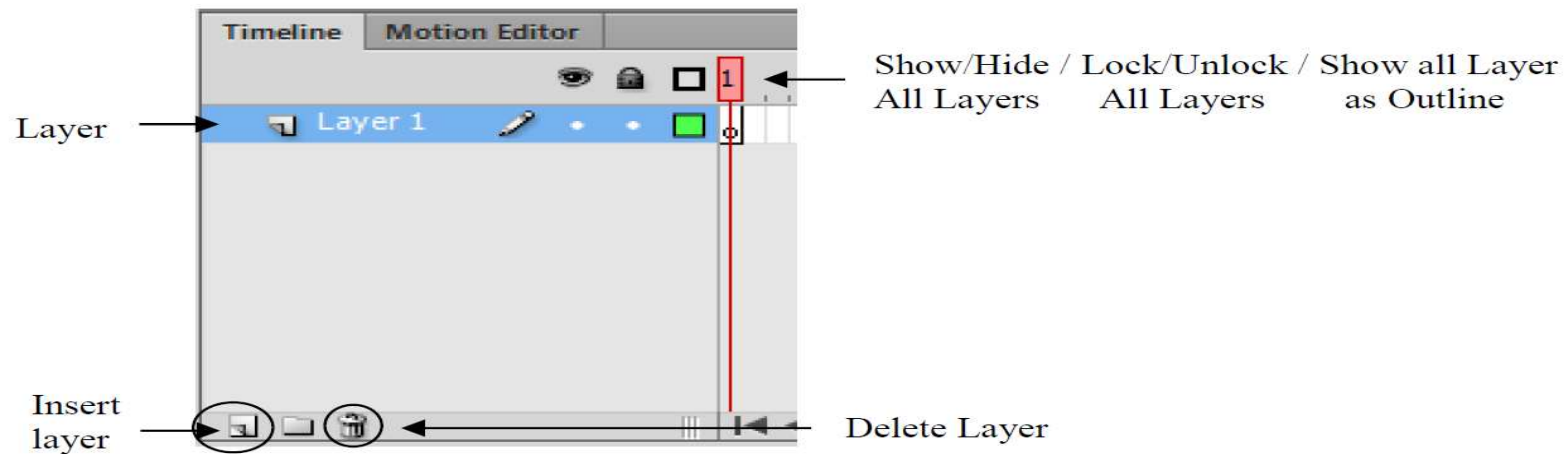 Timeline Motion Editor
1
Show/Hide / Lock/Unlock / Show all Layer
All Layers All Layers as Outline
Layer
Layer 1
Insert
layer
Delete Layer